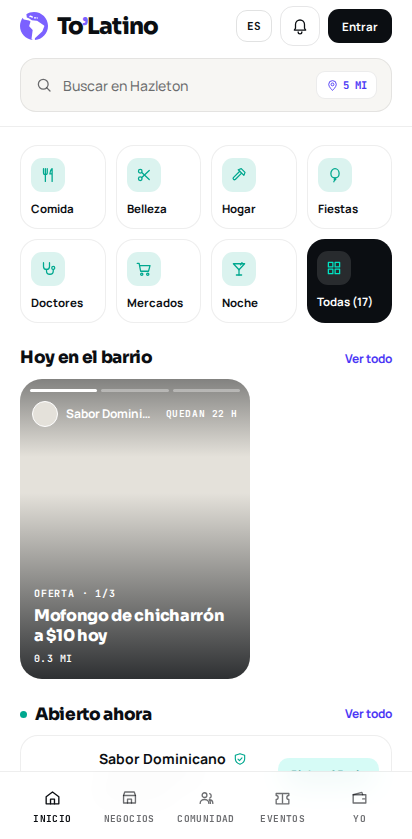 To'Latino
ES
Entrar
Buscar en Hazleton
5 MI
Comida
Belleza
Hogar
Fiestas
Doctores
Mercados
Noche
Todas (17)
Hoy en el barrio
Ver todo
Sabor Domini...
QUEDAN 22 H
OFERTA · 1/3
Mofongo de chicharrón
a $10 hoy
0.3 MI
Abierto ahora
Ver todo
Sabor Dominicano
INICIO
NEGOCIOS
COMUNIDAD
EVENTOS
YO